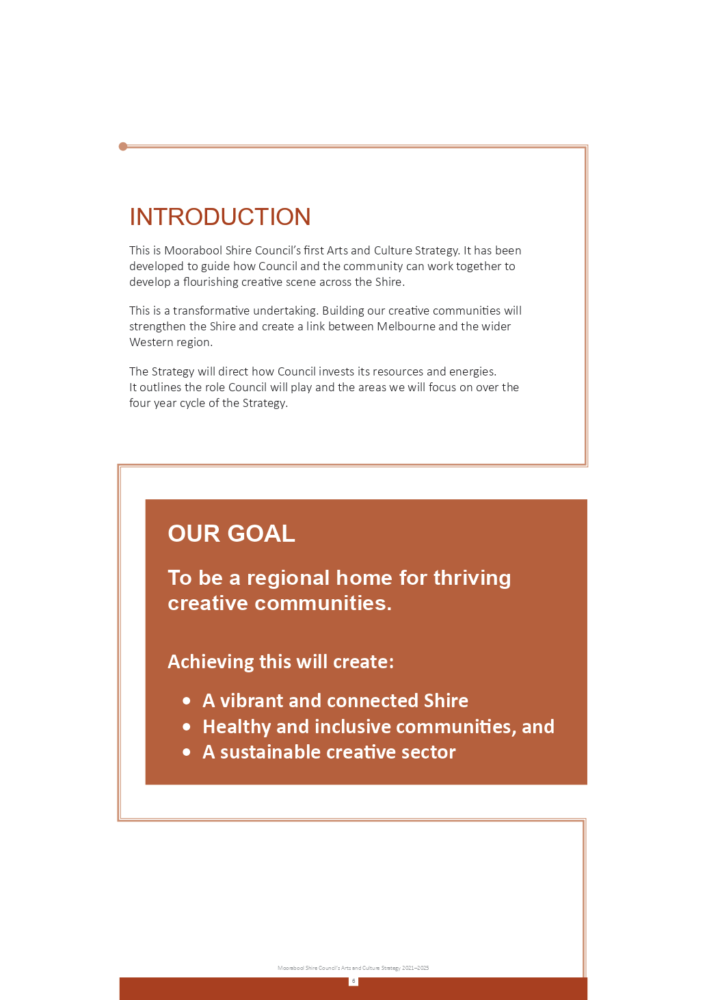 INTRODUCTION
This is Moorabool Shire Council’s first Arts and Culture Strategy. It has been
developed to guide how Council and the community can work together to
develop a flourishing creative scene across the Shire.
This is a transformative undertaking. Building our creative communities will
strengthen the Shire and create a link between Melbourne and the wider
Western region.
The Strategy will direct how Council invests its resources and energies.
It outlines the role Council will play and the areas we will focus on over the
four year cycle of the Strategy.
OUR GOAL
To be a regional home for thriving
creative communities.
Achieving this will create:
• A vibrant and connected Shire
• Healthy and inclusive communities, and
• A sustainable creative sector
Moorabool Shire Council’s Arts and Culture Strategy 2021–2025
6